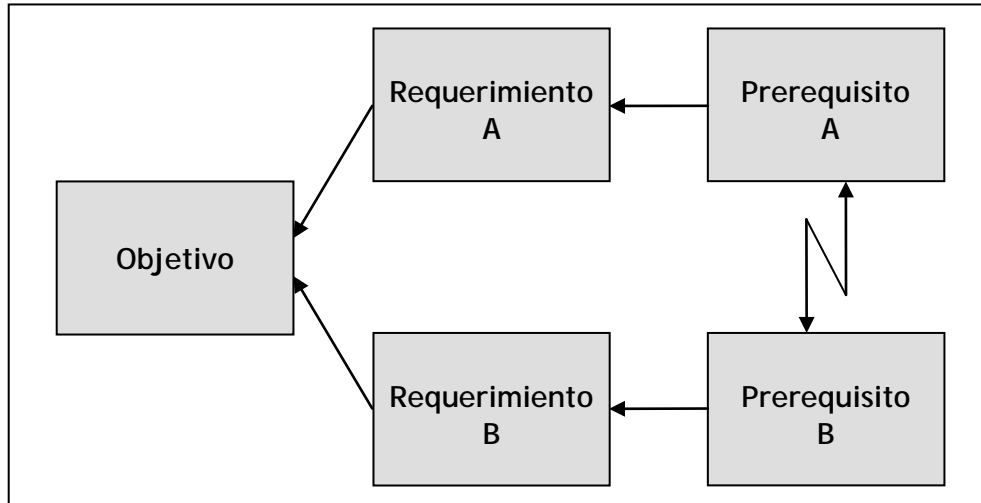 Requerimiento
A
Prerequisito
A
Objetivo
Requerimiento
B
Prerequisito
B